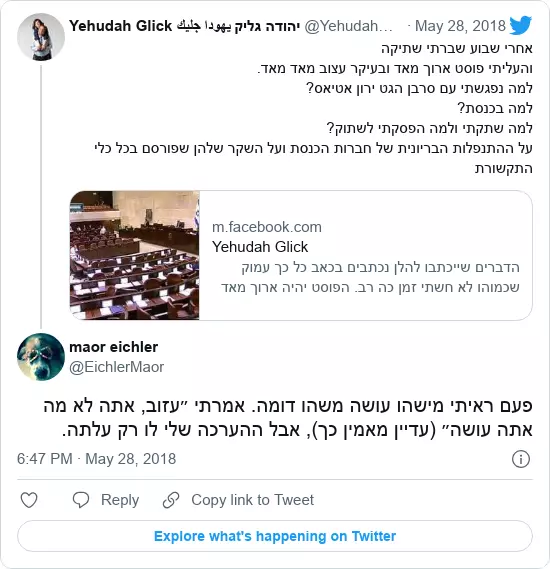 Yehudah Glick יהודה גליק يهودا جليك @Yehudah… · May 28, 2018
אחרי שבוע שברתי שתיקה
והעליתי פוסט ארוך מאד ובעיקר עצוב מאד מאד.
למה נפגשתי עם סרבן הגט ירון אטיאס?
למה בכנסת?
למה שתקתי ולמה הפסקתי לשתוק?
על ההתנפלות הבריונית של חברות הכנסת ועל השקר שלהן שפורסם בכל כלי
התקשורת
m.facebook.com
Yehudah Glick
הדברים שייכתבו להלן נכתבים בכאב כל כך עמוק
שכמוהו לא חשתי זמן כה רב. הפוסט יהיה ארוך מאד
maor eichler
@EichlerMaor
פעם ראיתי מישהו עושה משהו דומה. אמרתי ״עזוב, אתה לא מה
אתה עושה״ (עדיין מאמין כך), אבל ההערכה שלי לו רק עלתה.
6:47 PM · May 28, 2018
Reply
Copy link to Tweet
Explore what's happening on Twitter